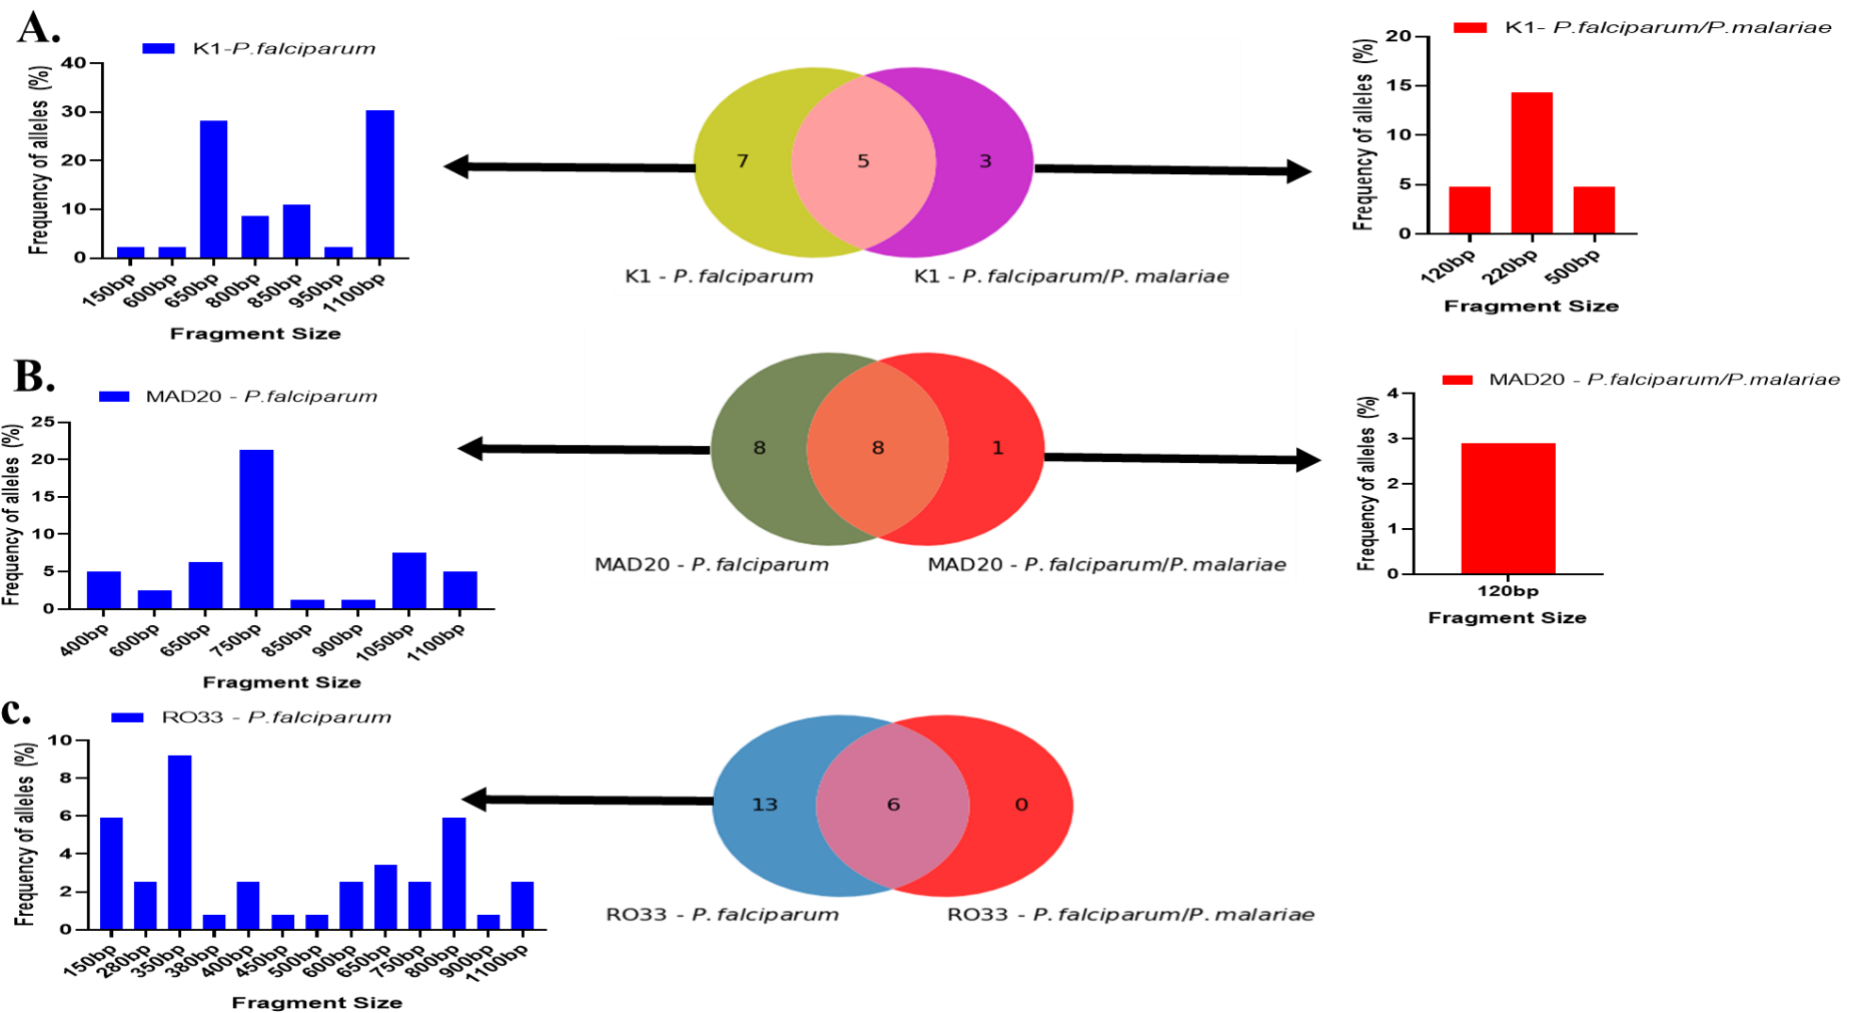 A.
K1-P.falciparum
Frequency of alleles (%)
40
30
20
10
0
150bp 600bp 650bp 800bp 850bp 950bp 1100bp
Fragment Size
7 5 3
K1 - P. falciparum
K1 - P. falciparum/P. malariae
K1- P.falciparum/P.malariae
Frequency of alleles (%)
20
15
10
5
0
120bp 220bp 500bp
Fragment Size
B.
MAD20 - P.falciparum
Frequency of alleles (%)
25
20
15
10
5
0
400bp 600bp 650bp 750bp 850bp 900bp 1050bp 1100bp
Fragment Size
8 8 1
MAD20 - P. falciparum
MAD20 - P. falciparum/P. malariae
MAD20 - P.falciparum/P.malariae
Frequency of alleles (%)
4
3
2
1
0
120bp
Fragment Size
c.
RO33 - P.falciparum
Frequency of alleles (%)
10
8
6
4
2
0
150bp 280bp 350bp 380bp 400bp 450bp 500bp 600bp 650bp 750bp 800bp 900bp 1100bp
Fragment Size
13 6 0
RO33 - P. falciparum
RO33 - P. falciparum/P. malariae